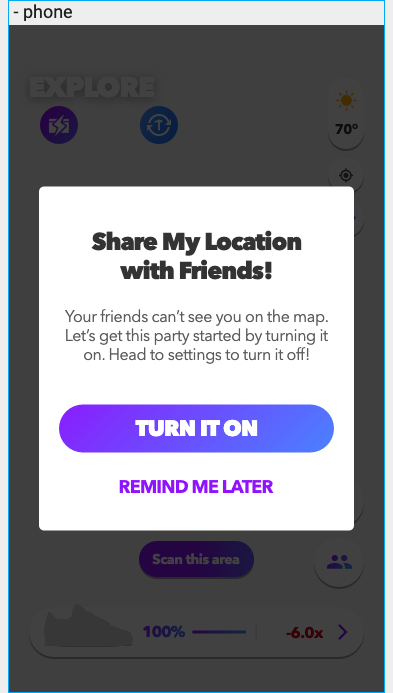 - phone
EXPLORE
70°
Share My Location
with Friends!
Your friends can't see you on the map.
Let's get this party started by turning it
on. Head to settings to turn it off!
TURN IT ON
REMIND ME LATER
Scan this area
100%
-6.0x